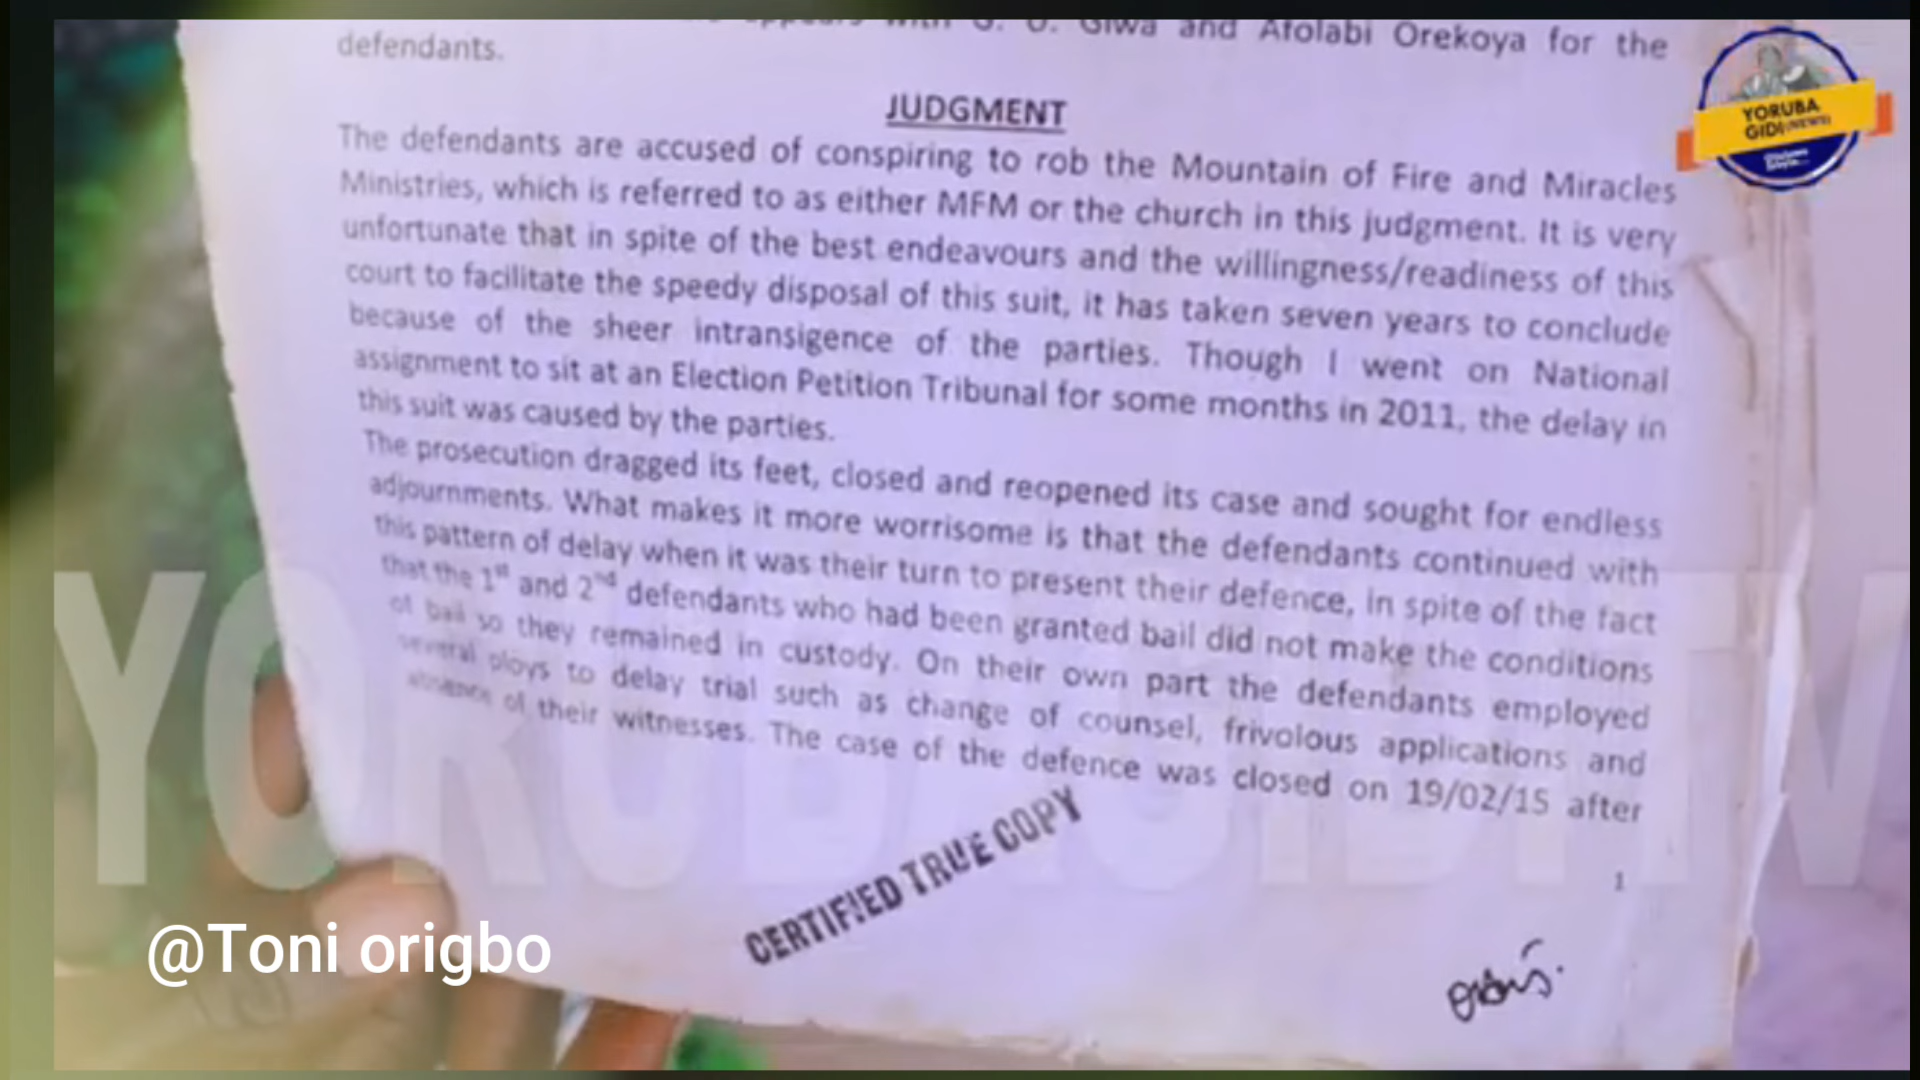 appears with G. O. Giwa and Afolabi Orekoya for the
defendants.
JUDGMENT
The defendants are accused of conspiring to rob the Mountain of Fire and Miracles
Ministries, which is referred to as either MFM or the church in this judgment. It is very
unfortunate that in spite of the best endeavours and the willingness/readiness of this
court to facilitate the speedy disposal of this suit, it has taken seven years to conclude
because of the sheer intransigence of the parties. Though I went on National
assignment to sit at an Election Petition Tribunal for some months in 2011, the delay in
this suit was caused by the parties.
The prosecution dragged its feet, closed and reopened its case and sought for endless
adjournments. What makes it more worrisome is that the defendants continued with
this pattern of delay when it was their turn to present their defence, in spite of the fact
that the 1st and 2nd defendants who had been granted bail did not make the conditions
of bail so they remained in custody. On their own part the defendants employed
several ploys to delay trial such as change of counsel, frivolous applications and
absence of their witnesses. The case of the defence was closed on 19/02/15 after
1
CERTIFIED TRUE COPY
YORUBA
GIDI (NEWS)
YORUBAGIDI TV
@Toni origbo